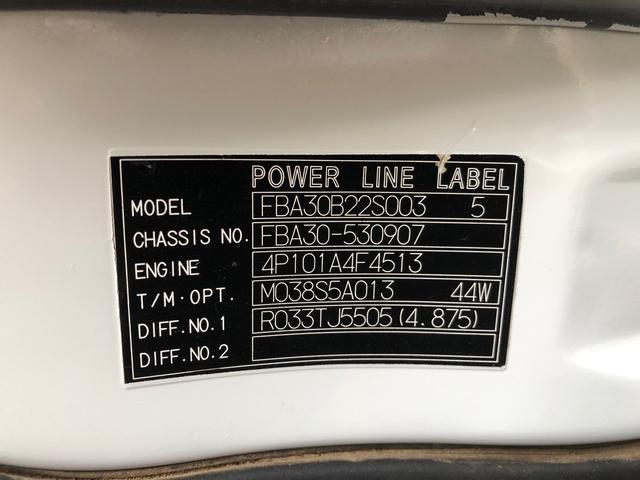 POWER LINE LABEL
MODEL FBA30B22S003 5
CHASSIS NO. FBA30-530907
ENGINE 4P101A4F4513
T/M·OPT. M038S5A013 44W
DIFF.NO.1 R033TJ5505(4.875)
DIFF.NO.2